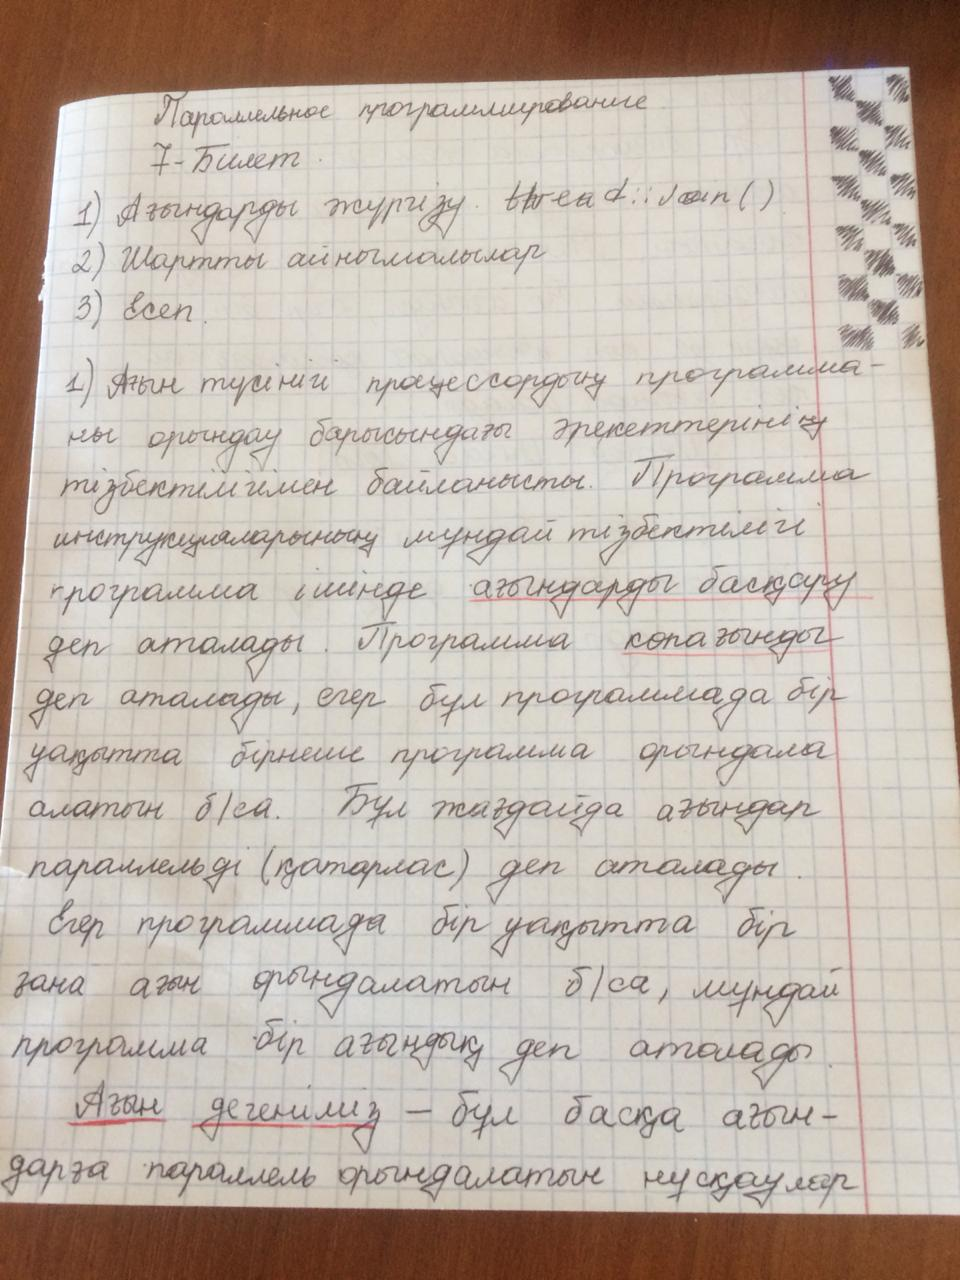 Параллельное программирование
7-Билет.
1) Ағындарды жүргізу. thread::join()
2) Шартты айнымалылар
3) Есеп.
1) Ағын түсінігі процессордың программа-
ны орындау барысындағы әрекеттерінің
тізбектілігімен байланысты. Программа
инструкцияларының мұндай тізбектілігі
программа ішінде ағындарды басқару
деп аталады. Программа көпағынды
деп аталады, егер бұл программада бір
уақытта бірнеше программа орындала
алатын б/са. Бұл жағдайда ағындар
параллельді (қатарлас) деп аталады.
Егер программада бір уақытта бір
ғана ағын орындалатын б/са, мұндай
программа бір ағындық деп аталады.
Ағын дегеніміз – бұл басқа ағын-
дарға параллель орындалатын нұсқаулар